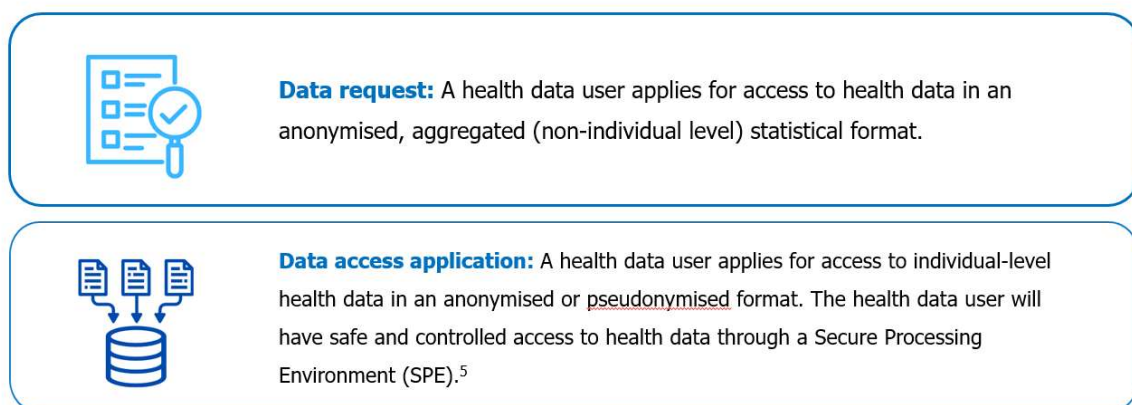 Data request: A health data user applies for access to health data in an
anonymised, aggregated (non-individual level) statistical format.
Data access application: A health data user applies for access to individual-level
health data in an anonymised or pseudonymised format. The health data user will
have safe and controlled access to health data through a Secure Processing
Environment (SPE).⁵